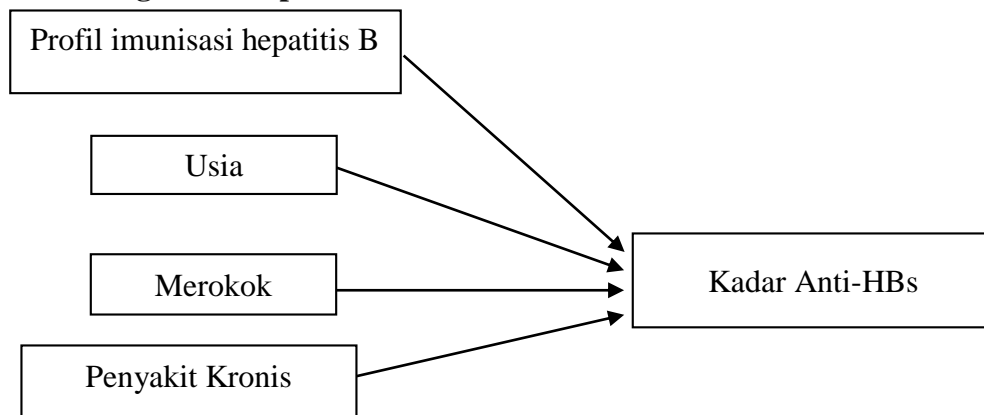 Profil imunisasi hepatitis B
Usia
Merokok
Kadar Anti-HBs
Penyakit Kronis